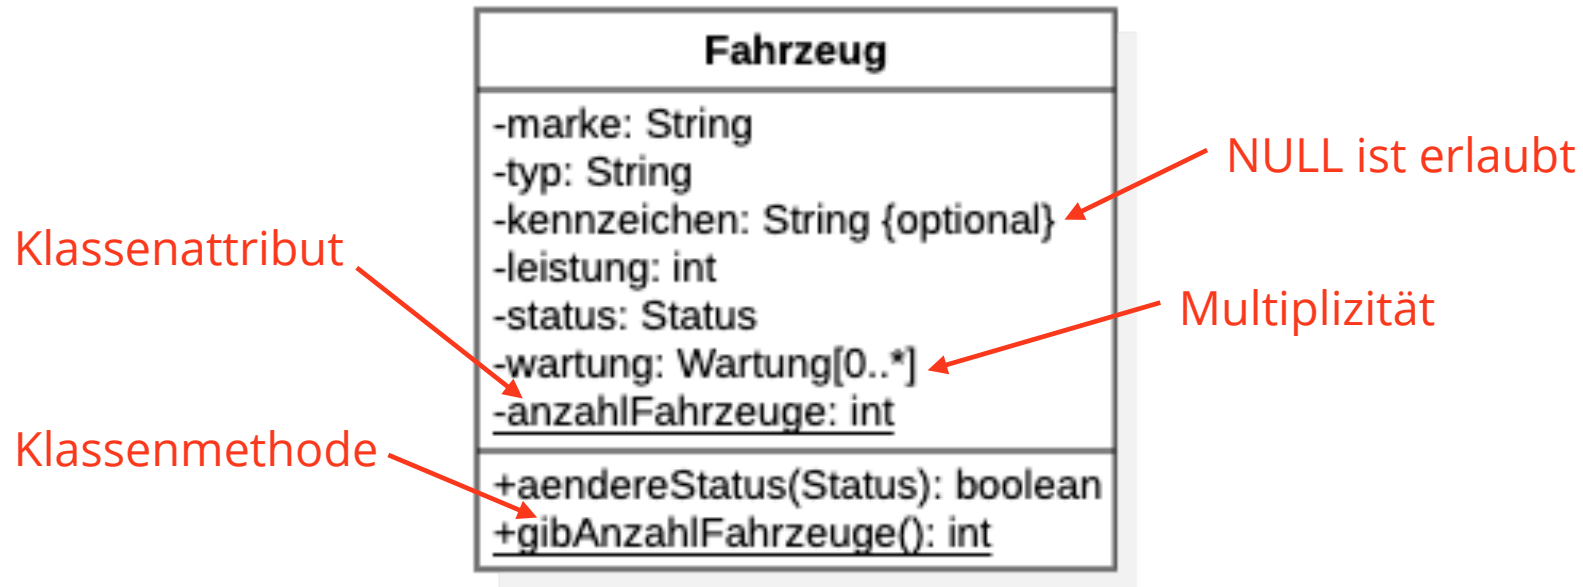 Fahrzeug
-marke: String
-typ: String
-kennzeichen: String {optional}
-leistung: int
-status: Status
-wartung: Wartung[0..*]
-anzahlFahrzeuge: int
+aendereStatus(Status): boolean
+gibAnzahlFahrzeuge(): int
NULL ist erlaubt
Klassenattribut
Multiplizität
Klassenmethode